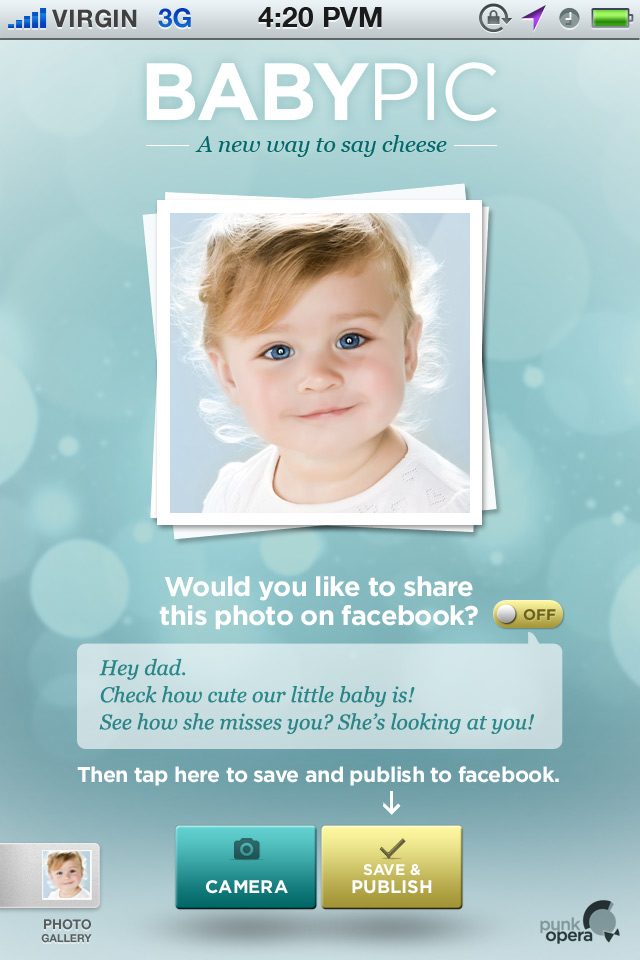 VIRGIN 3G 4:20 PVM
BABYPIC
A new way to say cheese
Would you like to share
this photo on facebook?
OFF
Hey dad.
Check how cute our little baby is!
See how she misses you? She's looking at you!
Then tap here to save and publish to facebook.
CAMERA
SAVE &
PUBLISH
PHOTO
GALLERY
punk
opera